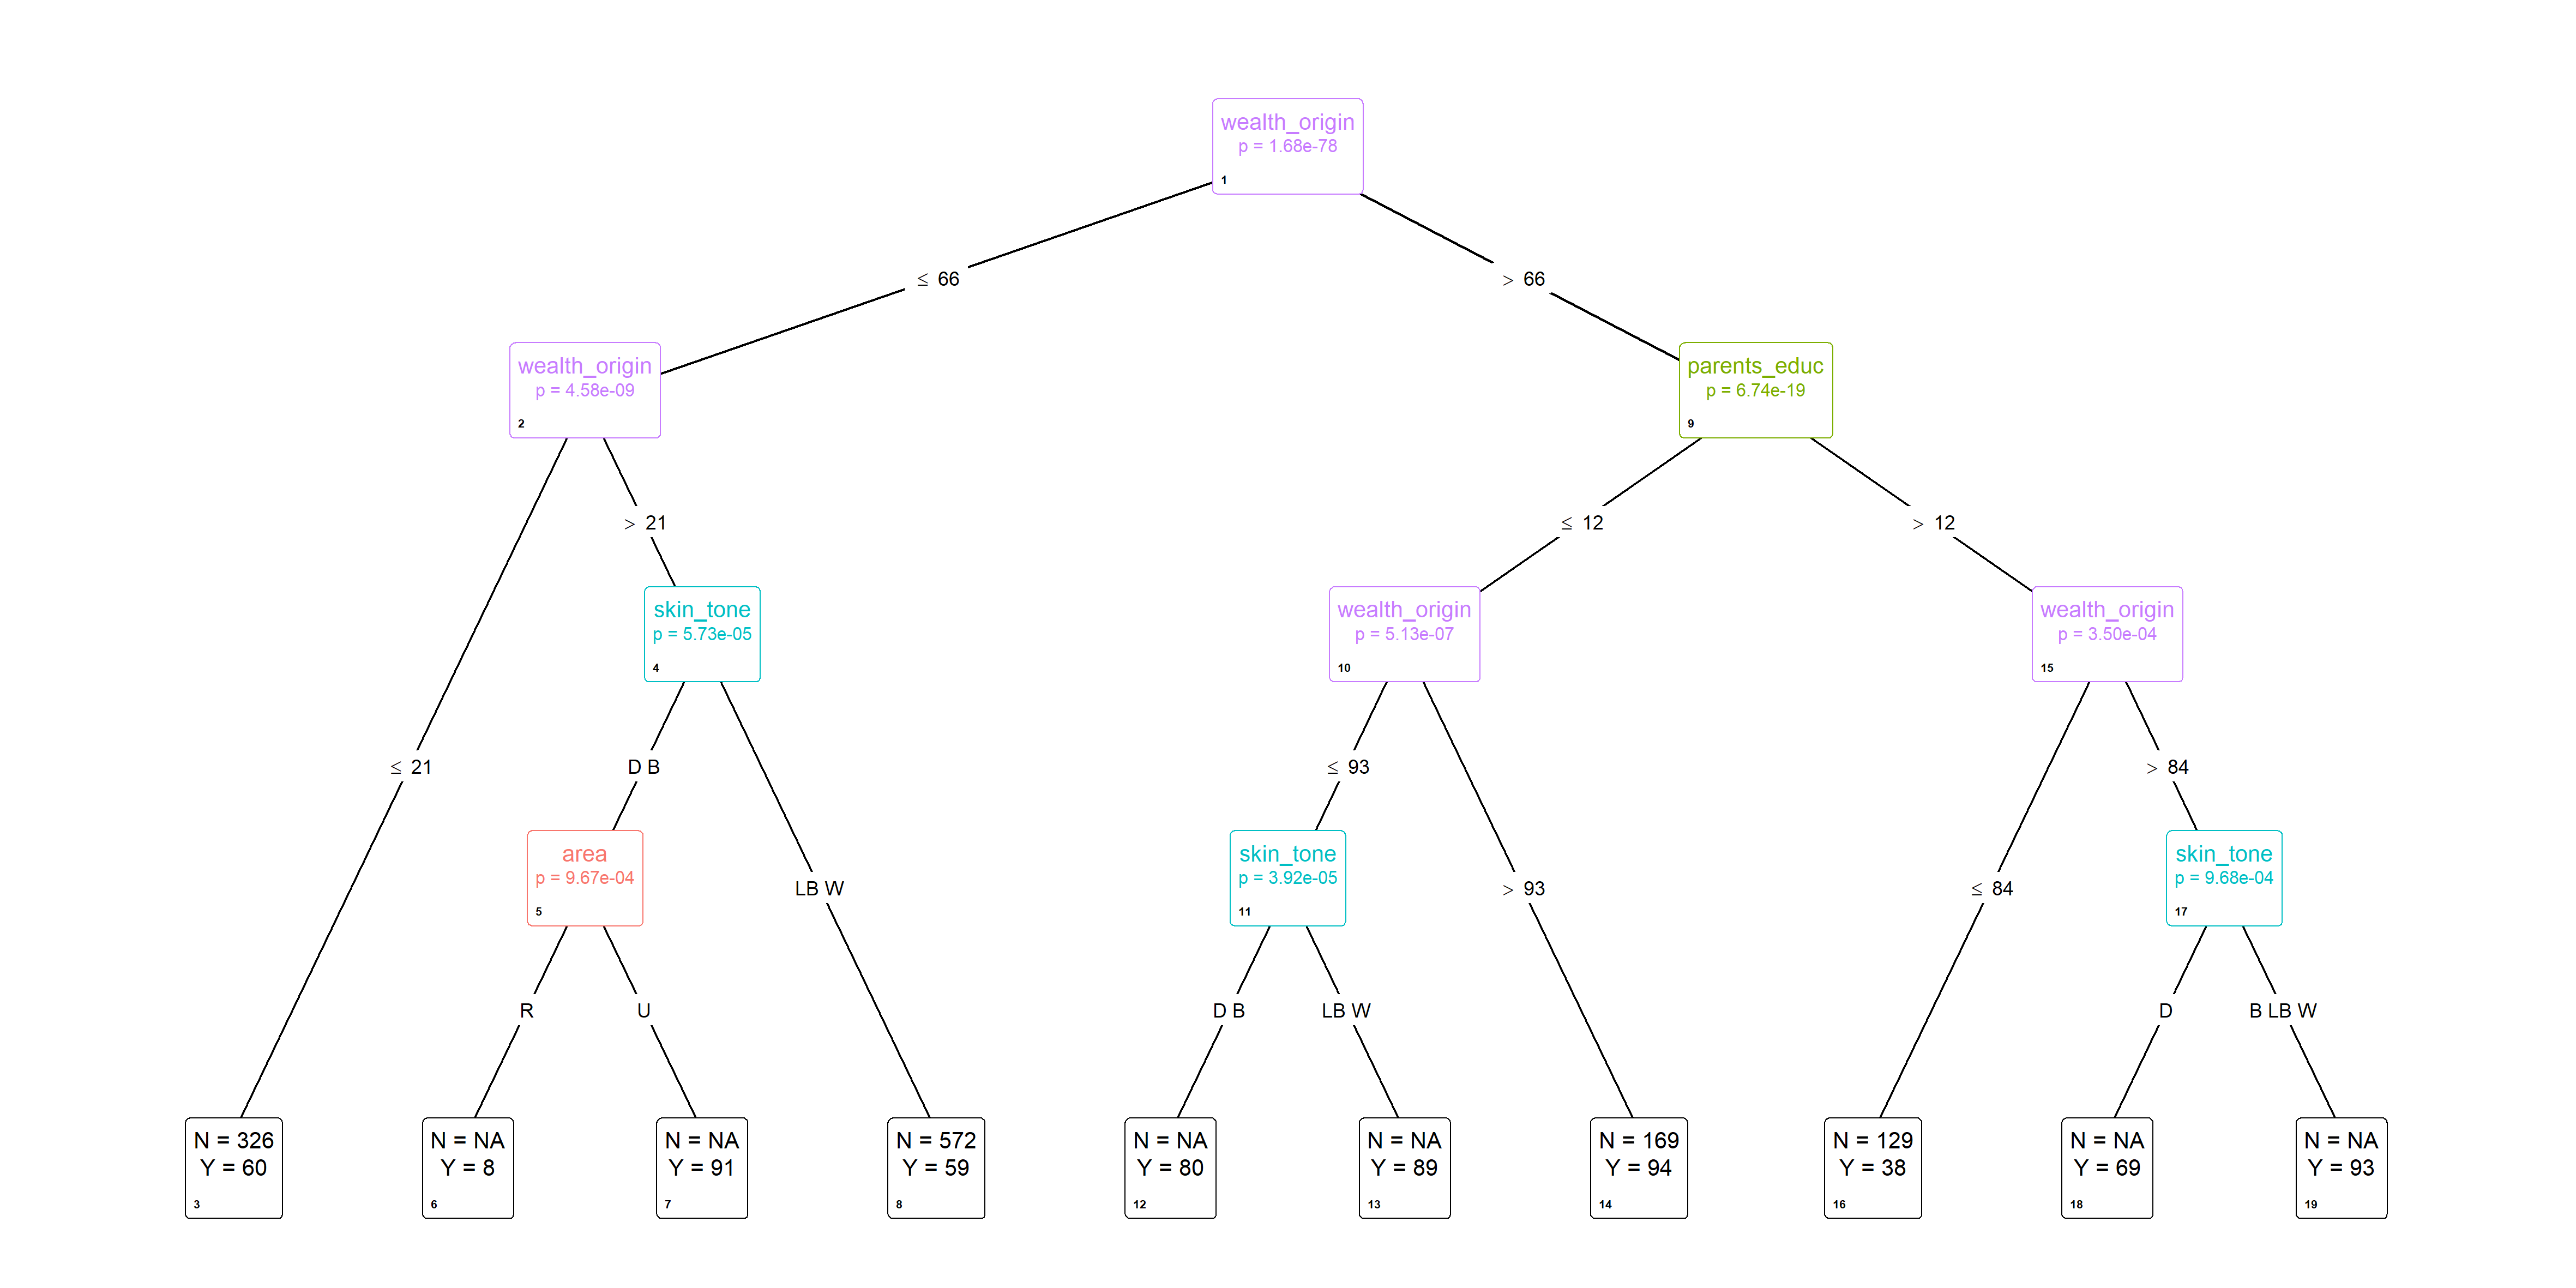 wealth_origin
p = 1.68e-78
1
≤ 66
> 66
wealth_origin
p = 4.58e-09
2
parents_educ
p = 6.74e-19
9
> 21
≤ 12
> 12
skin_tone
p = 5.73e-05
4
wealth_origin
p = 5.13e-07
10
wealth_origin
p = 3.50e-04
15
≤ 21
D B
≤ 93
> 84
area
p = 9.67e-04
5
LB W
skin_tone
p = 3.92e-05
11
> 93
≤ 84
skin_tone
p = 9.68e-04
17
R
U
D B
LB W
D
B LB W
N = 326
Y = 60
3
N = NA
Y = 8
6
N = NA
Y = 91
7
N = 572
Y = 59
8
N = NA
Y = 80
12
N = NA
Y = 89
13
N = 169
Y = 94
14
N = 129
Y = 38
16
N = NA
Y = 69
18
N = NA
Y = 93
19